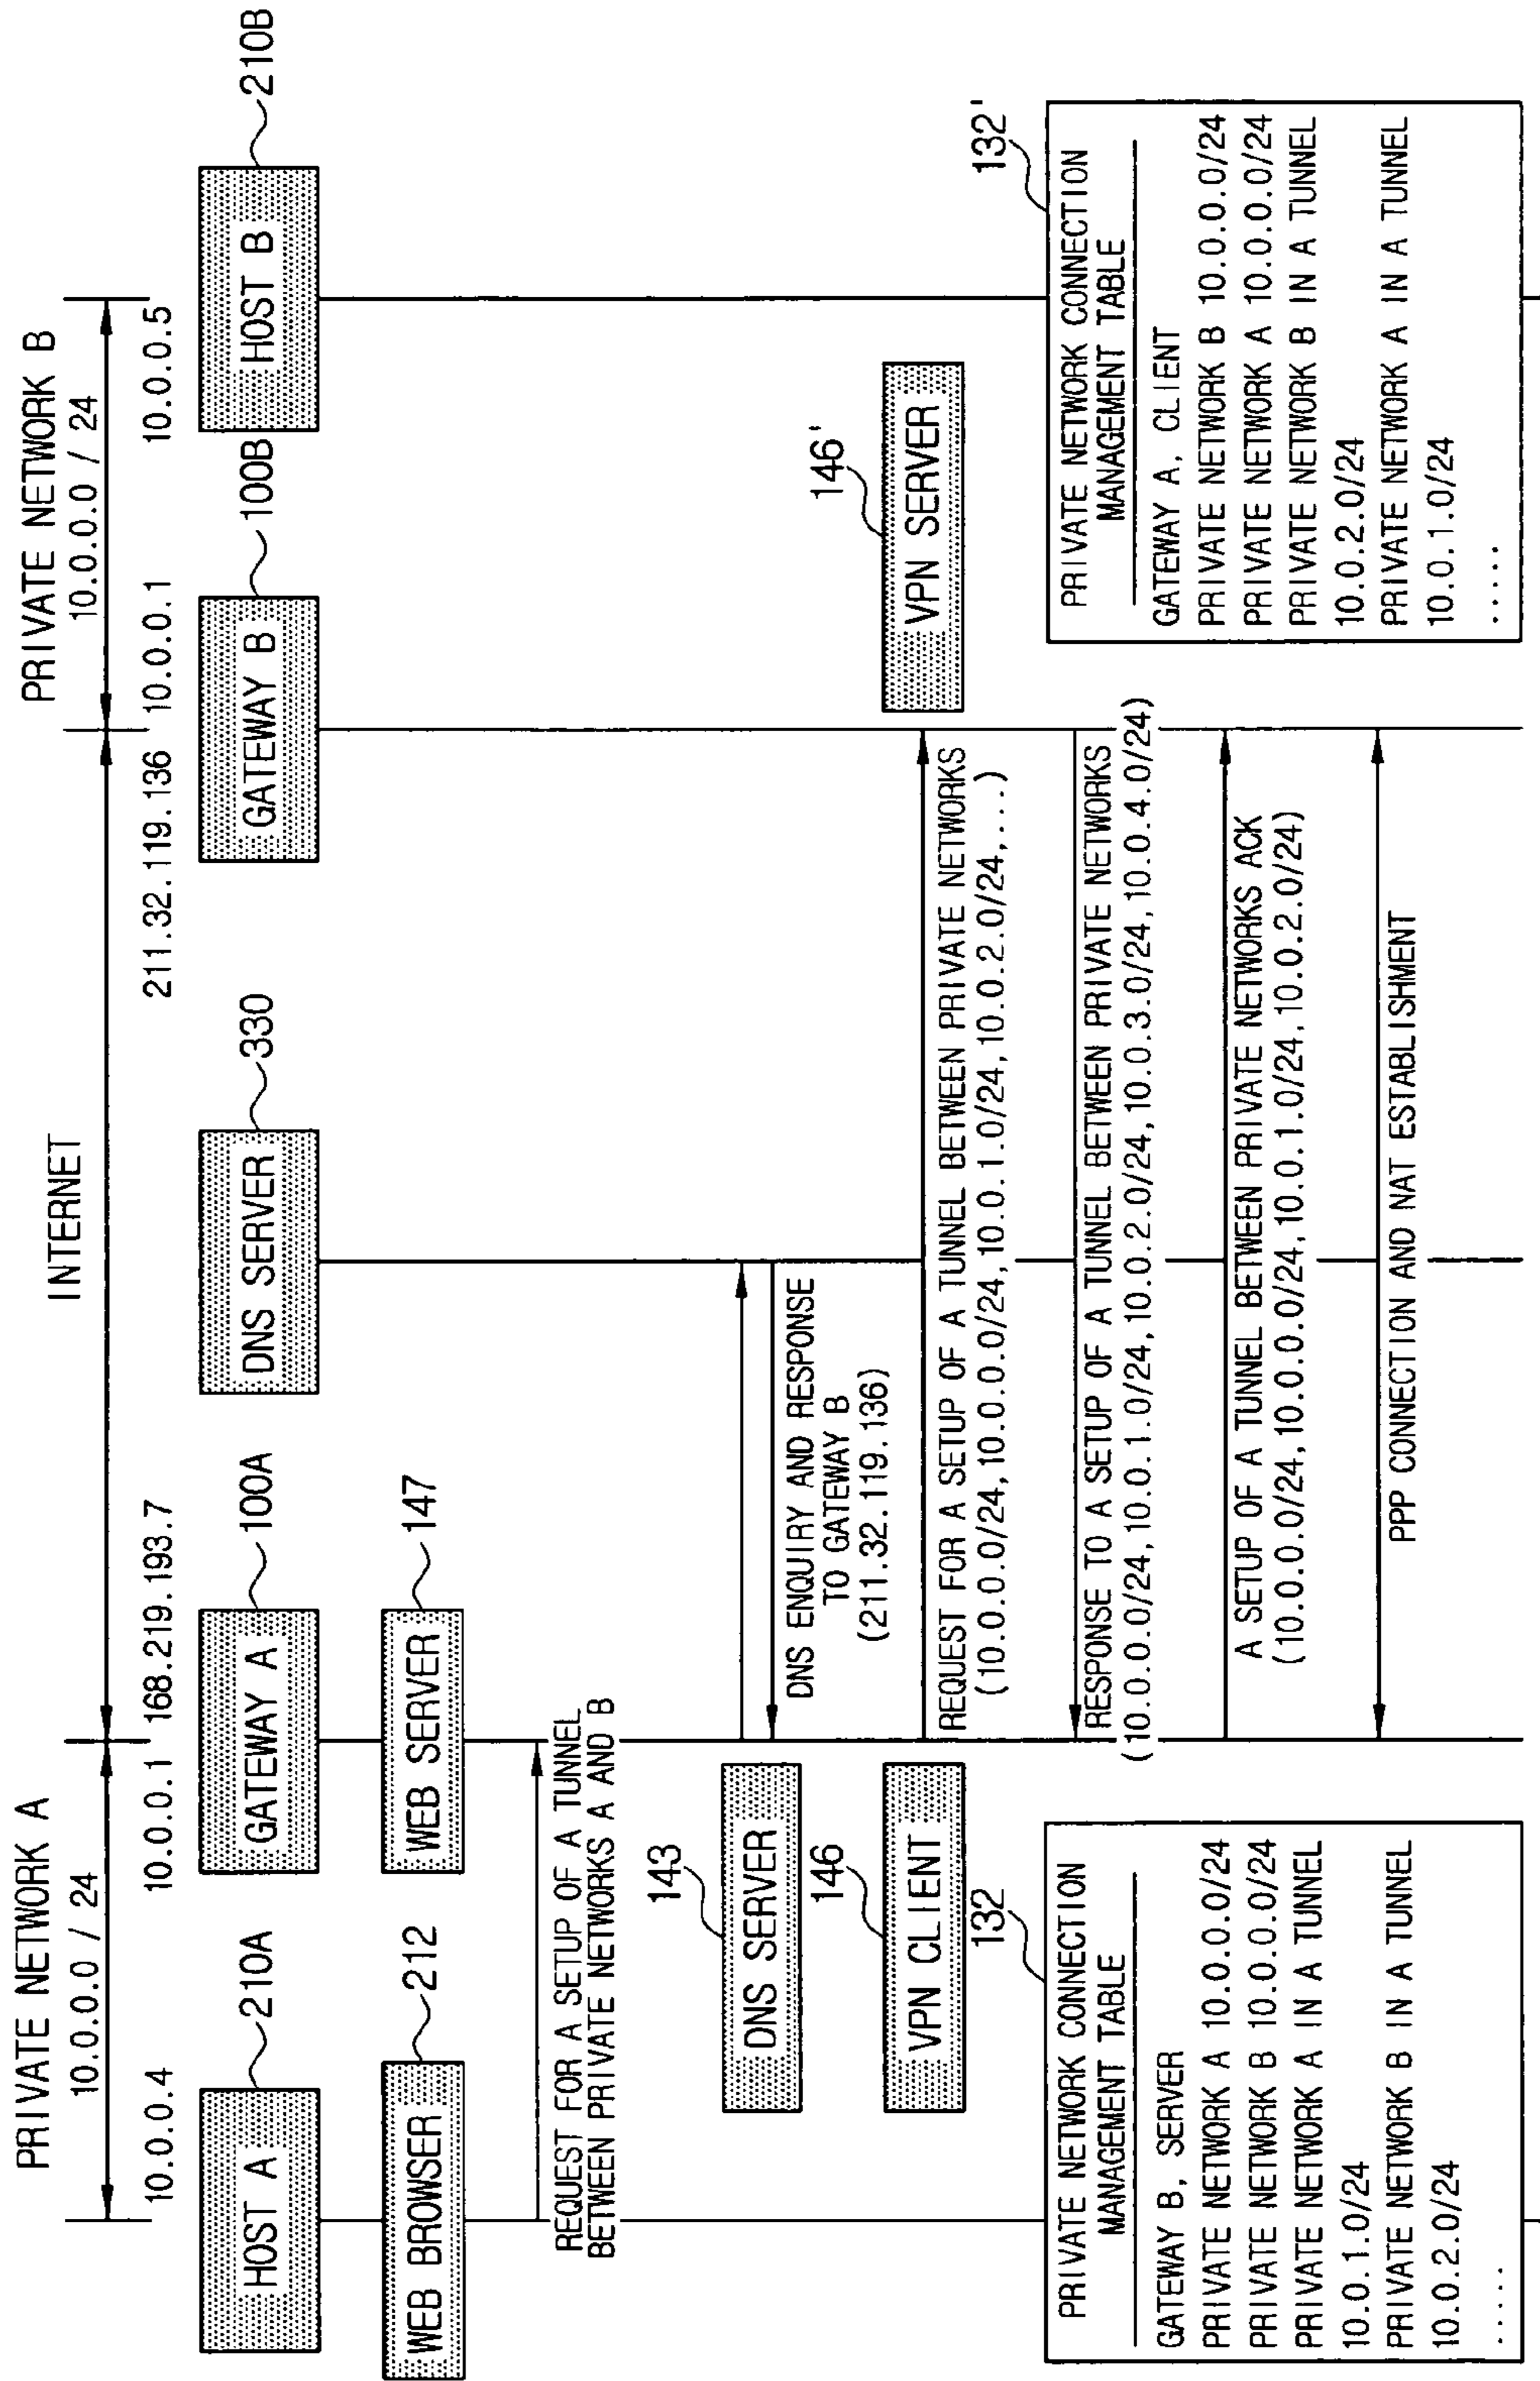 PRIVATE NETWORK A
10.0.0.0 / 24
INTERNET
PRIVATE NETWORK B
10.0.0.0 / 24
10.0.0.4
10.0.0.1
168.219.193.7
211.32.119.136
10.0.0.1
10.0.0.5
HOST A
210A
GATEWAY A
100A
DNS SERVER
330
GATEWAY B
100B
HOST B
210B
WEB BROWSER
212
WEB SERVER
147
REQUEST FOR A SETUP OF A TUNNEL
BETWEEN PRIVATE NETWORKS A AND B
143
DNS SERVER
DNS ENQUIRY AND RESPONSE
TO GATEWAY B
(211.32.119.136)
146
VPN CLIENT
146'
VPN SERVER
REQUEST FOR A SETUP OF A TUNNEL BETWEEN PRIVATE NETWORKS
(10.0.0.0/24,10.0.0.0/24,10.0.1.0/24,10.0.2.0/24,...)
RESPONSE TO A SETUP OF A TUNNEL BETWEEN PRIVATE NETWORKS
(10.0.0.0/24,10.0.1.0/24,10.0.2.0/24,10.0.3.0/24,10.0.4.0/24)
A SETUP OF A TUNNEL BETWEEN PRIVATE NETWORKS ACK
(10.0.0.0/24,10.0.0.0/24,10.0.1.0/24,10.0.2.0/24)
PPP CONNECTION AND NAT ESTABLISHMENT
132
PRIVATE NETWORK CONNECTION
MANAGEMENT TABLE
GATEWAY B, SERVER
PRIVATE NETWORK A 10.0.0.0/24
PRIVATE NETWORK B 10.0.0.0/24
PRIVATE NETWORK A IN A TUNNEL
10.0.1.0/24
PRIVATE NETWORK B IN A TUNNEL
10.0.2.0/24
.....
132'
PRIVATE NETWORK CONNECTION
MANAGEMENT TABLE
GATEWAY A, CLIENT
PRIVATE NETWORK B 10.0.0.0/24
PRIVATE NETWORK A 10.0.0.0/24
PRIVATE NETWORK B IN A TUNNEL
10.0.2.0/24
PRIVATE NETWORK A IN A TUNNEL
10.0.1.0/24
.....